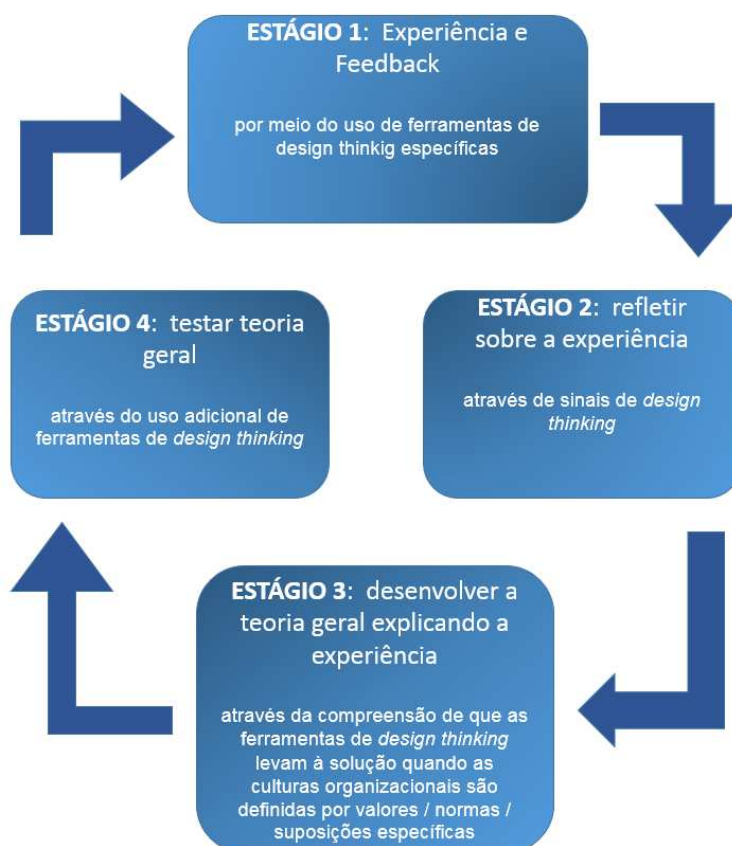 ESTÁGIO 1: Experiência e
Feedback
por meio do uso de ferramentas de
design thinkig específicas
ESTÁGIO 2: refletir
sobre a experiência
através de sinais de design
thinking
ESTÁGIO 3: desenvolver a
teoria geral explicando a
experiência
através da compreensão de que as
ferramentas de design thinking
levam à solução quando as
culturas organizacionais são
definidas por valores / normas /
suposições específicas
ESTÁGIO 4: testar teoria
geral
através do uso adicional de
ferramentas de design thinking